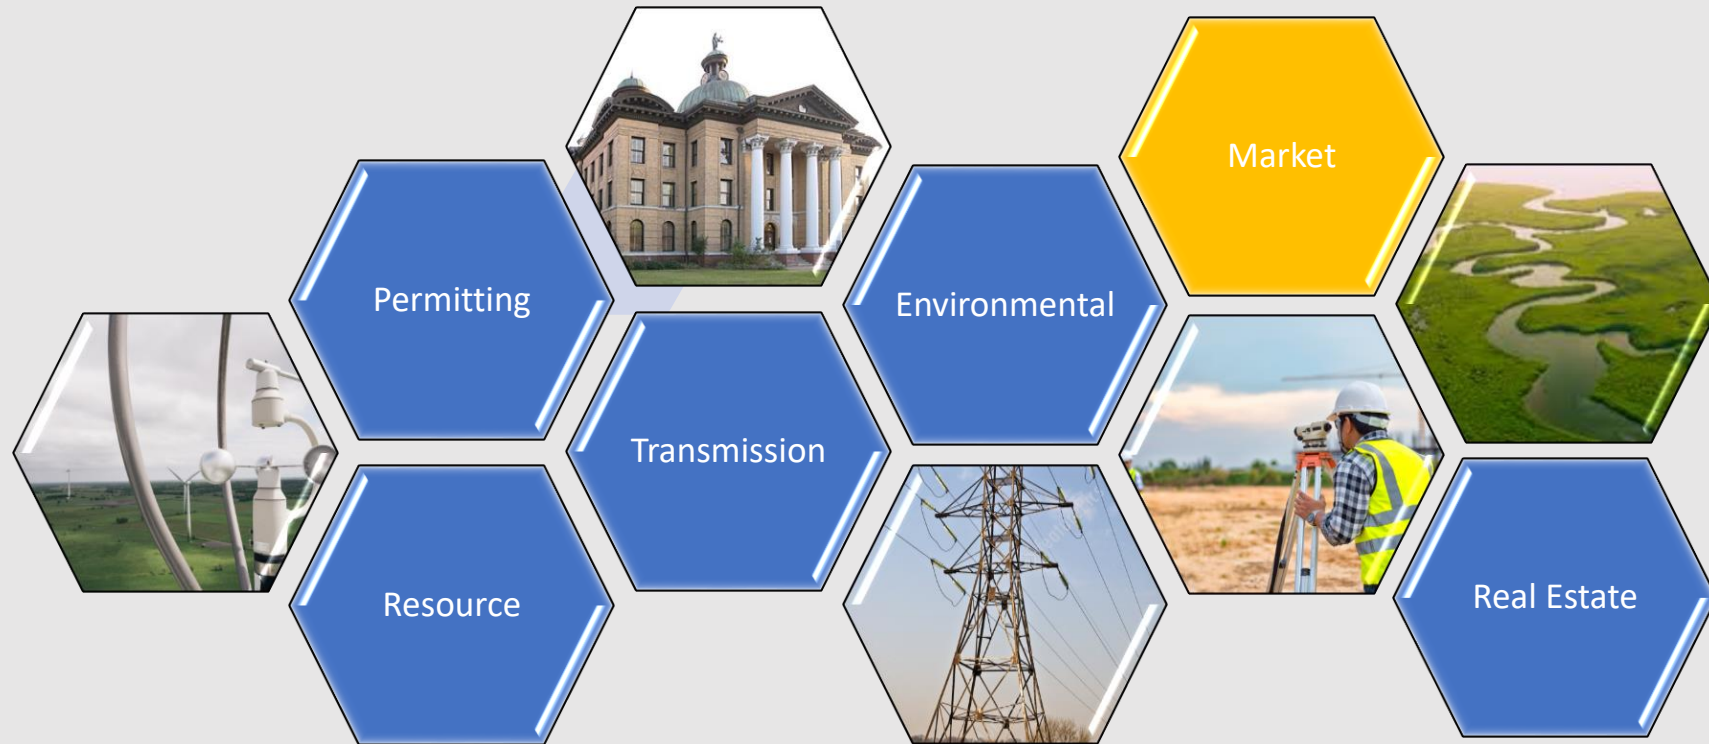 Market
Permitting
Environmental
Transmission
Resource
Real Estate